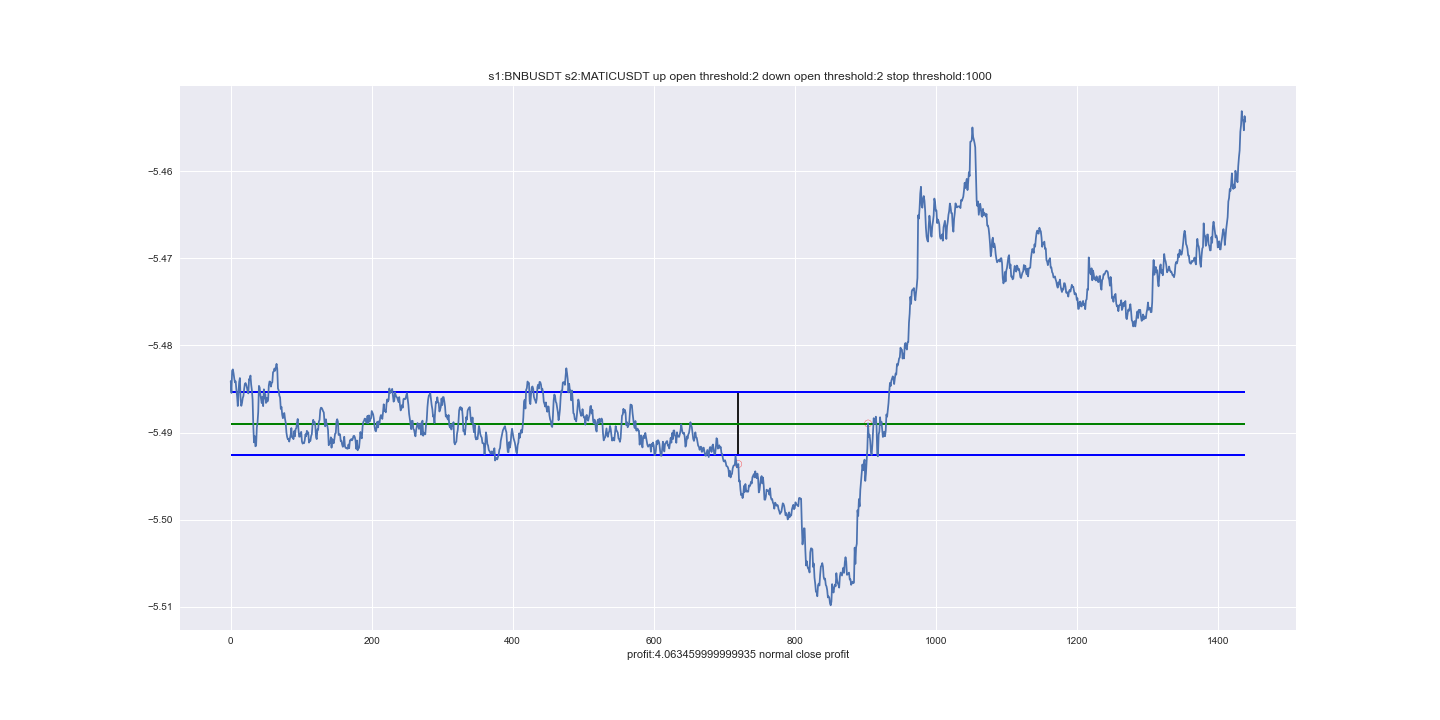 s1:BNBUSDT s2:MATICUSDT up open threshold:2 down open threshold:2 stop threshold:1000
−5.46
−5.47
−5.48
−5.49
−5.50
−5.51
0 200 400 600 800 1000 1200 1400
profit:4.063459999999935 normal close profit